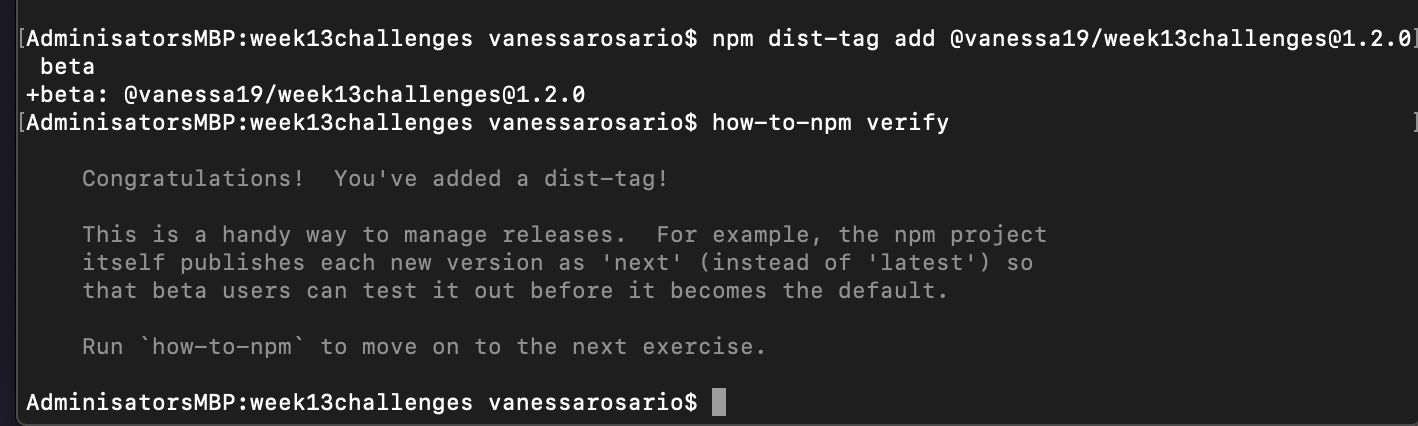 [AdminisatorsMBP:week13challenges vanessarosario$ npm dist-tag add @vanessa19/week13challenges@1.2.0]
beta
+beta: @vanessa19/week13challenges@1.2.0
[AdminisatorsMBP:week13challenges vanessarosario$ how-to-npm verify ]
Congratulations!  You've added a dist-tag!
This is a handy way to manage releases.  For example, the npm project
itself publishes each new version as 'next' (instead of 'latest') so
that beta users can test it out before it becomes the default.
Run `how-to-npm` to move on to the next exercise.
AdminisatorsMBP:week13challenges vanessarosario$